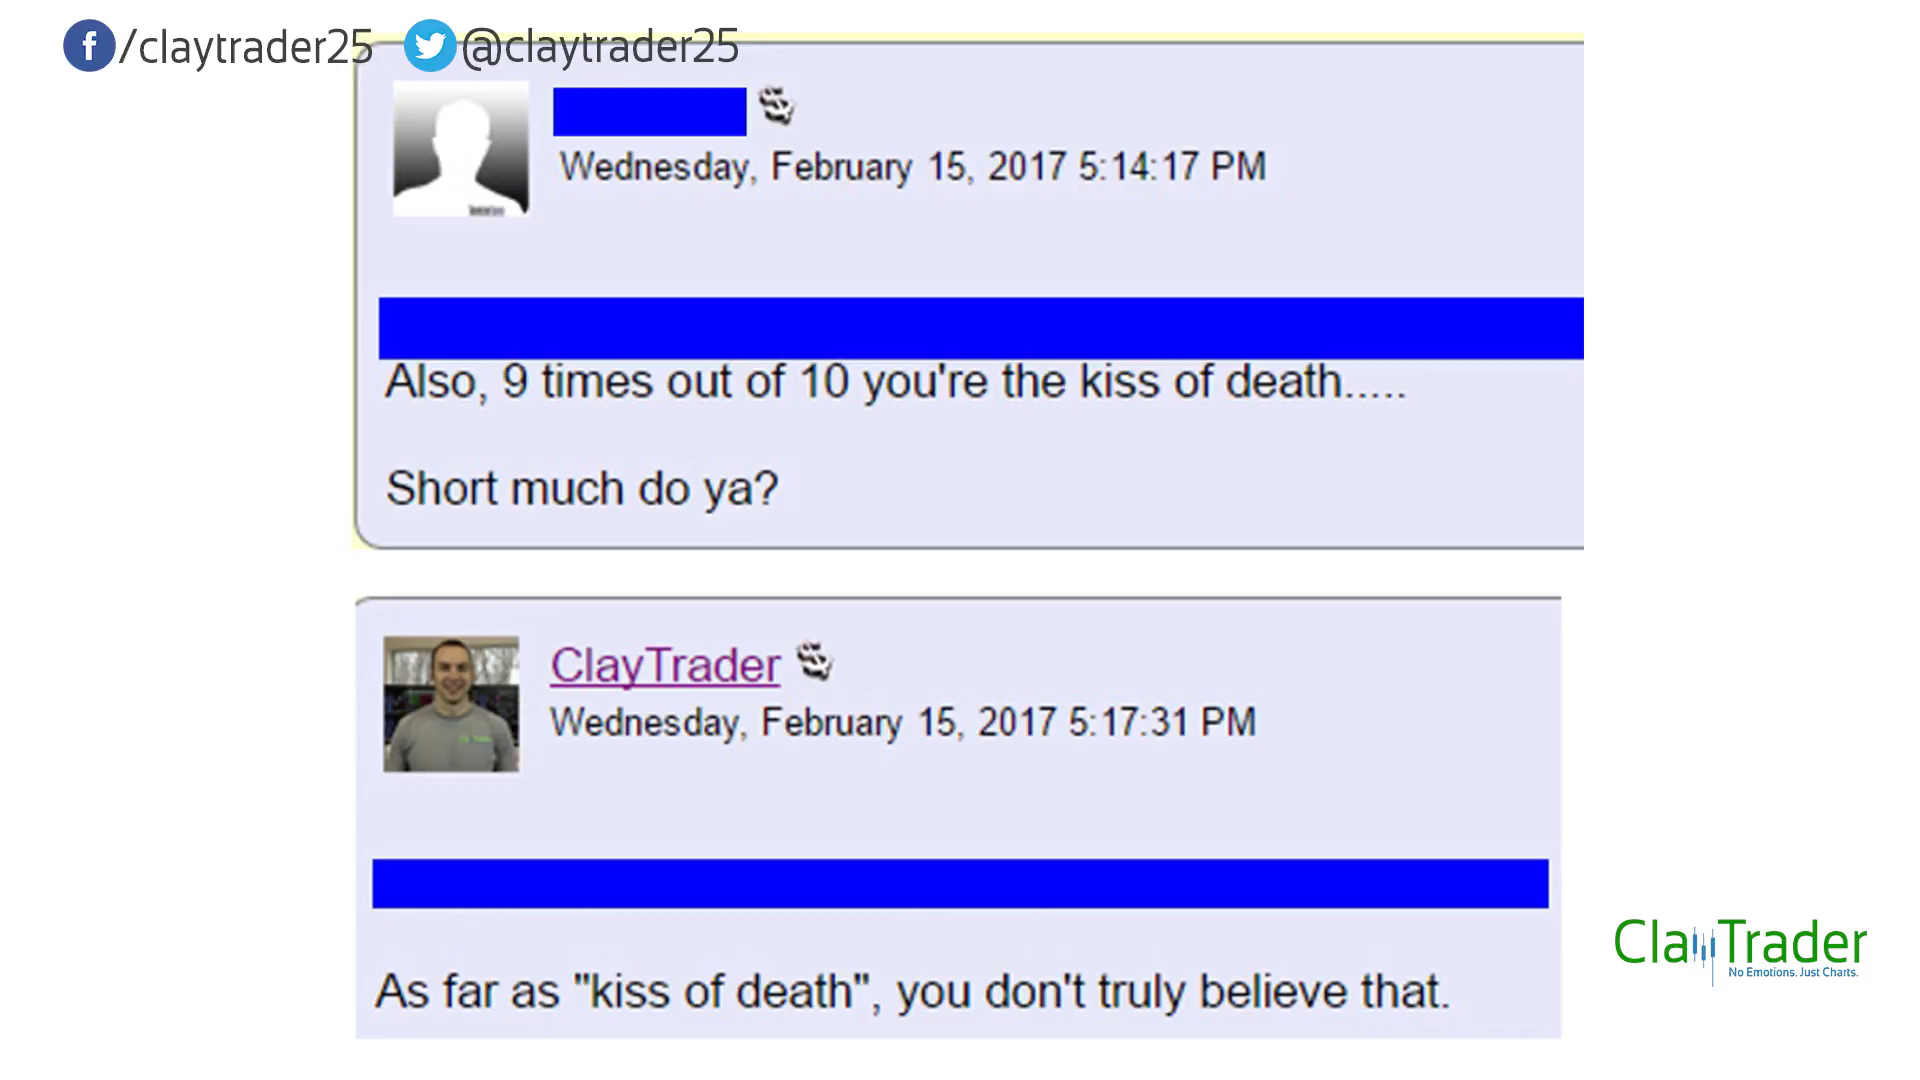 f/claytrader25 @claytrader25
Wednesday, February 15, 2017 5:14:17 PM
Also, 9 times out of 10 you're the kiss of death.....
Short much do ya?
ClayTrader
Wednesday, February 15, 2017 5:17:31 PM
As far as "kiss of death", you don't truly believe that.
ClayTrader
No Emotions. Just Charts.